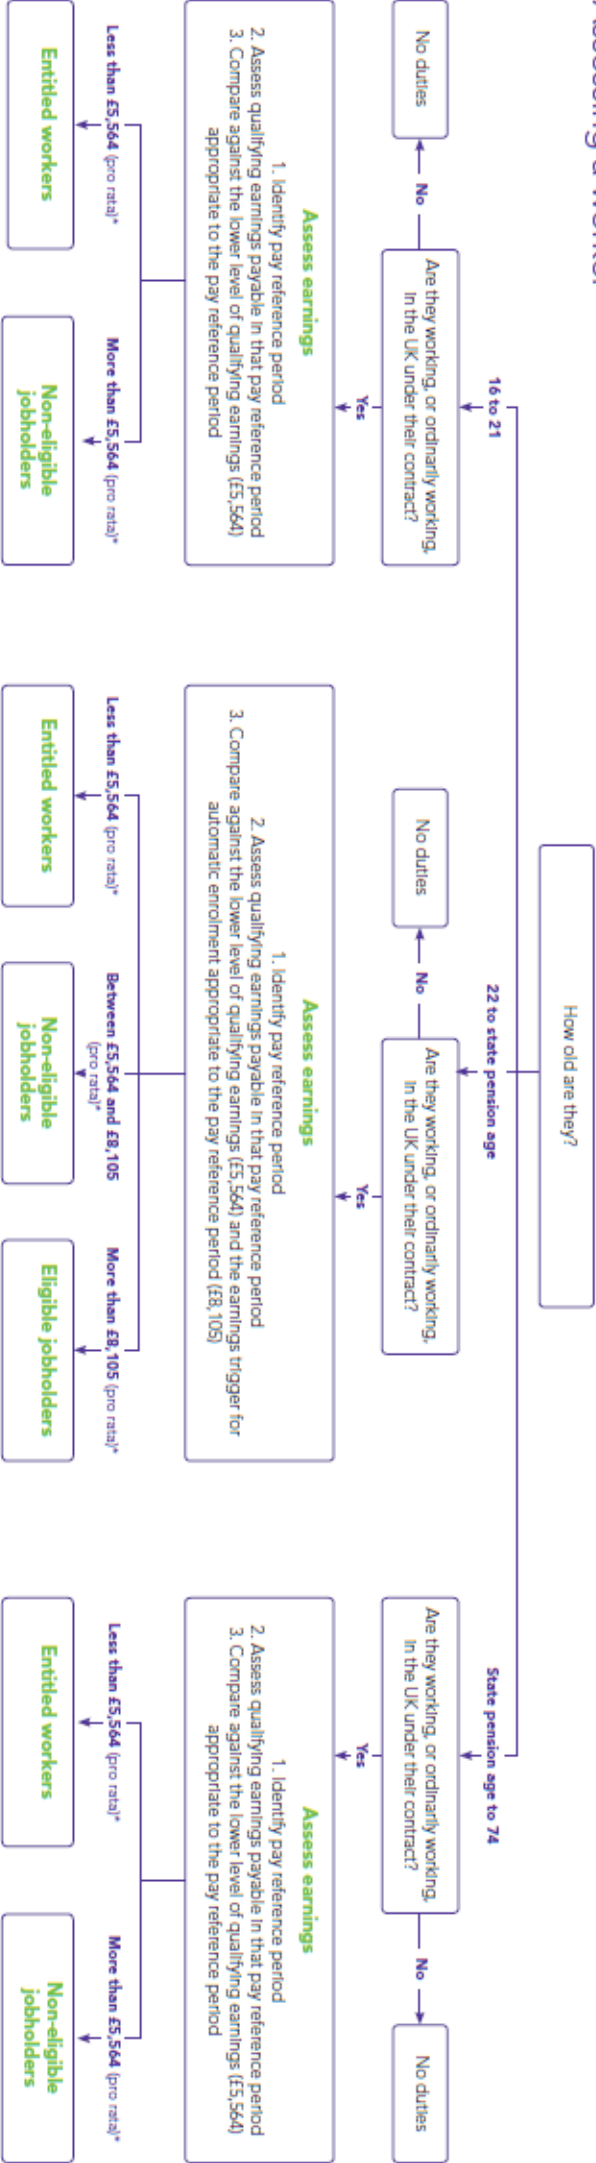 Assessing a worker
How old are they?
16 to 21
22 to state pension age
State pension age to 74
Are they working, or ordinarily working,
in the UK under their contract?
No
No duties
Yes
Assess earnings
1. Identify pay reference period
2. Assess qualifying earnings payable in that pay reference period
3. Compare against the lower level of qualifying earnings (£5,564)
appropriate to the pay reference period
Less than £5,564 (pro rata)*
Entitled workers
More than £5,564 (pro rata)*
Non-eligible
jobholders
Are they working, or ordinarily working,
in the UK under their contract?
No
No duties
Yes
Assess earnings
1. Identify pay reference period
2. Assess qualifying earnings payable in that pay reference period
3. Compare against the lower level of qualifying earnings (£5,564) and the earnings trigger for
automatic enrolment appropriate to the pay reference period (£8,105)
Less than £5,564 (pro rata)*
Entitled workers
Between £5,564 and £8,105
(pro rata)*
Non-eligible
jobholders
More than £8,105 (pro rata)*
Eligible jobholders
Are they working, or ordinarily working,
in the UK under their contract?
No
No duties
Yes
Assess earnings
1. Identify pay reference period
2. Assess qualifying earnings payable in that pay reference period
3. Compare against the lower level of qualifying earnings (£5,564)
appropriate to the pay reference period
Less than £5,564 (pro rata)*
Entitled workers
More than £5,564 (pro rata)*
Non-eligible
jobholders